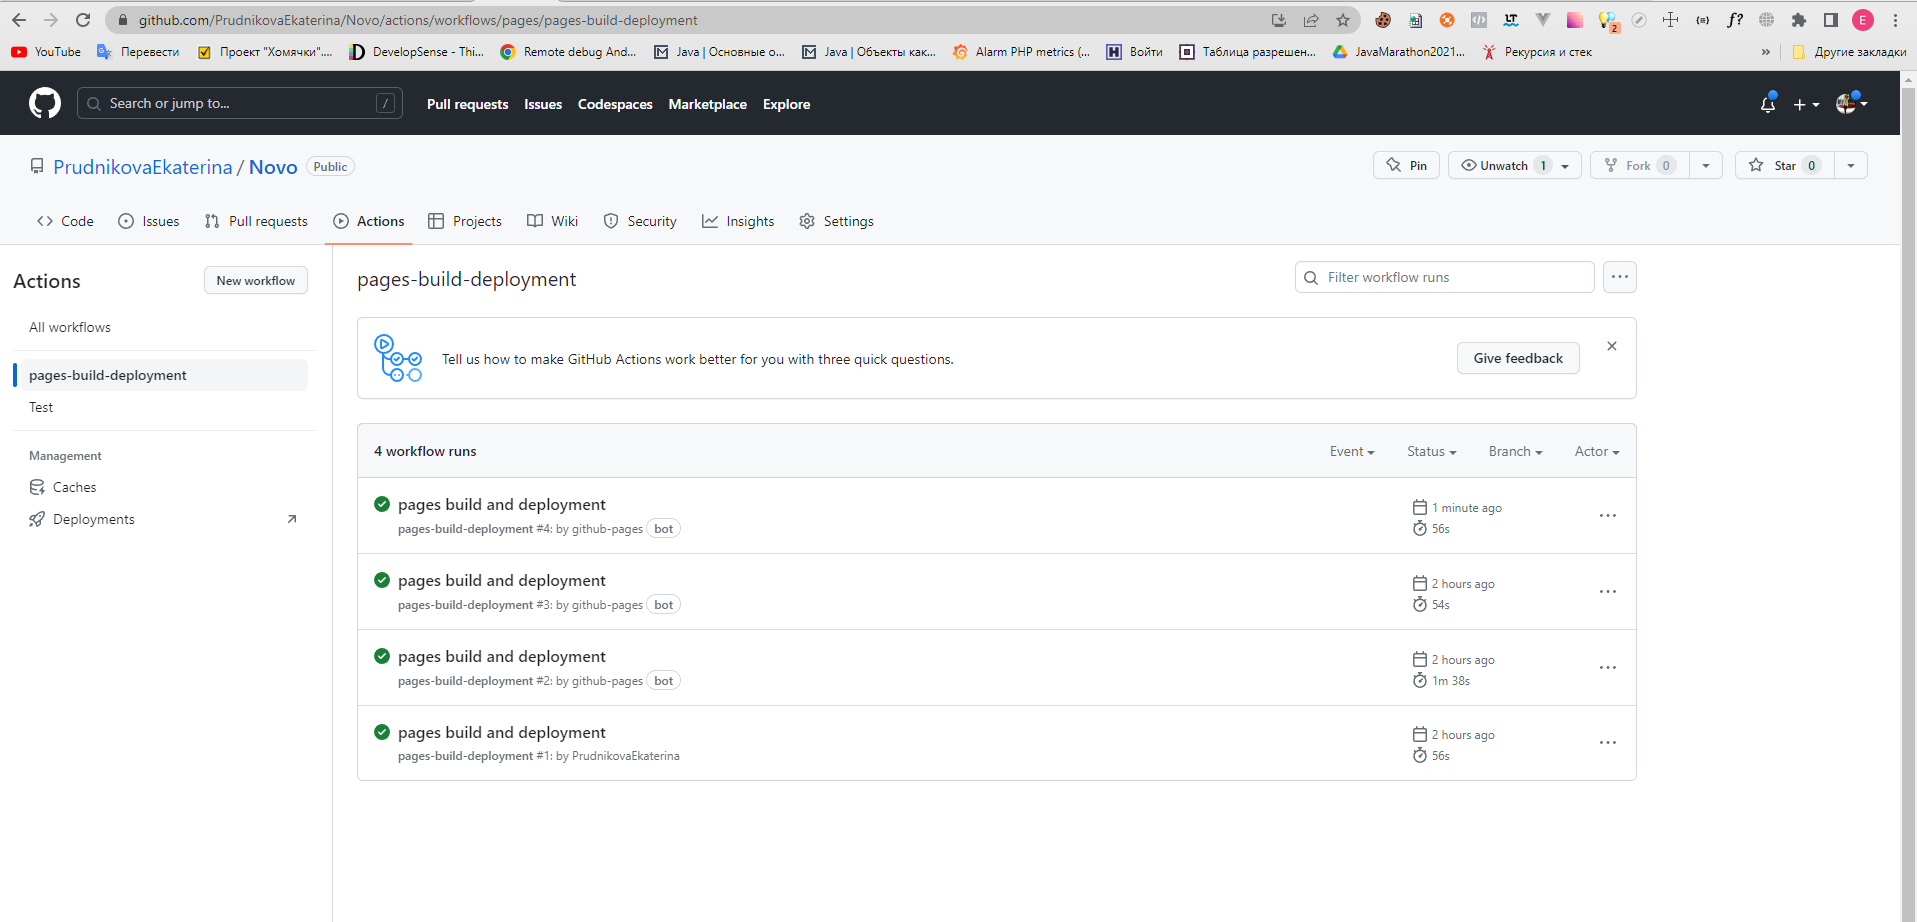 github.com/PrudnikovaEkaterina/Novo/actions/workflows/pages/pages-build-deployment
LT
f?
2
E
YouTube Перевести Проект "Хомячки".... DevelopSense - Thi... Remote debug And... Java | Основные о... Java | Объекты как... Alarm PHP metrics (... Войти Таблица разрешен... JavaMarathon2021... Рекурсия и стек » Другие закладки
Search or jump to... /
Pull requests Issues Codespaces Marketplace Explore
PrudnikovaEkaterina / Novo Public
Pin Unwatch 1 Fork 0 Star 0
Code Issues Pull requests Actions Projects Wiki Security Insights Settings
Actions New workflow
All workflows
pages-build-deployment
Test
Management
Caches
Deployments
pages-build-deployment
Filter workflow runs
Tell us how to make GitHub Actions work better for you with three quick questions.
Give feedback
4 workflow runs
Event Status Branch Actor
pages build and deployment
pages-build-deployment #4: by github-pages bot
1 minute ago
56s
pages build and deployment
pages-build-deployment #3: by github-pages bot
2 hours ago
54s
pages build and deployment
pages-build-deployment #2: by github-pages bot
2 hours ago
1m 38s
pages build and deployment
pages-build-deployment #1: by PrudnikovaEkaterina
2 hours ago
56s